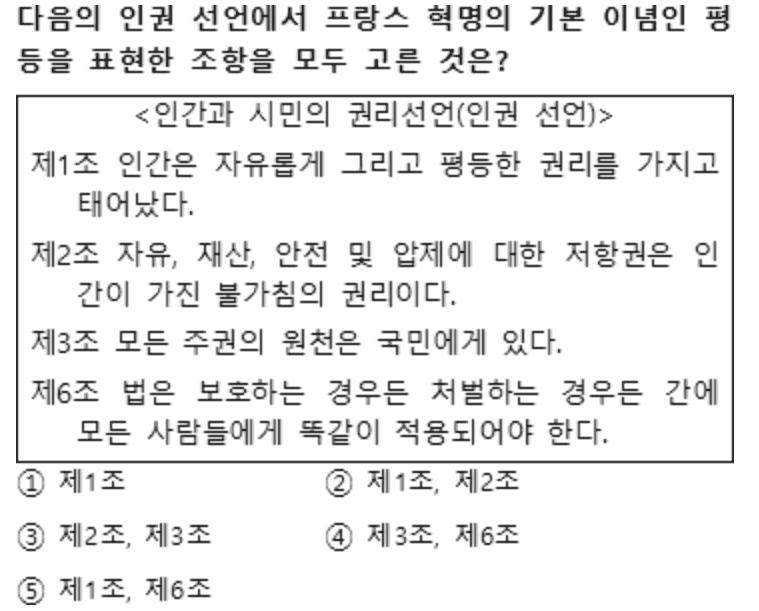 다음의 인권 선언에서 프랑스 혁명의 기본 이념인 평
등을 표현한 조항을 모두 고른 것은?
<인간과 시민의 권리선언(인권 선언)>
제1조 인간은 자유롭게 그리고 평등한 권리를 가지고
태어났다.
제2조 자유, 재산, 안전 및 압제에 대한 저항권은 인
간이 가진 불가침의 권리이다.
제3조 모든 주권의 원천은 국민에게 있다.
제6조 법은 보호하는 경우든 처벌하는 경우든 간에
모든 사람들에게 똑같이 적용되어야 한다.
① 제1조 ② 제1조, 제2조
③ 제2조, 제3조 ④ 제3조, 제6조
⑤ 제1조, 제6조